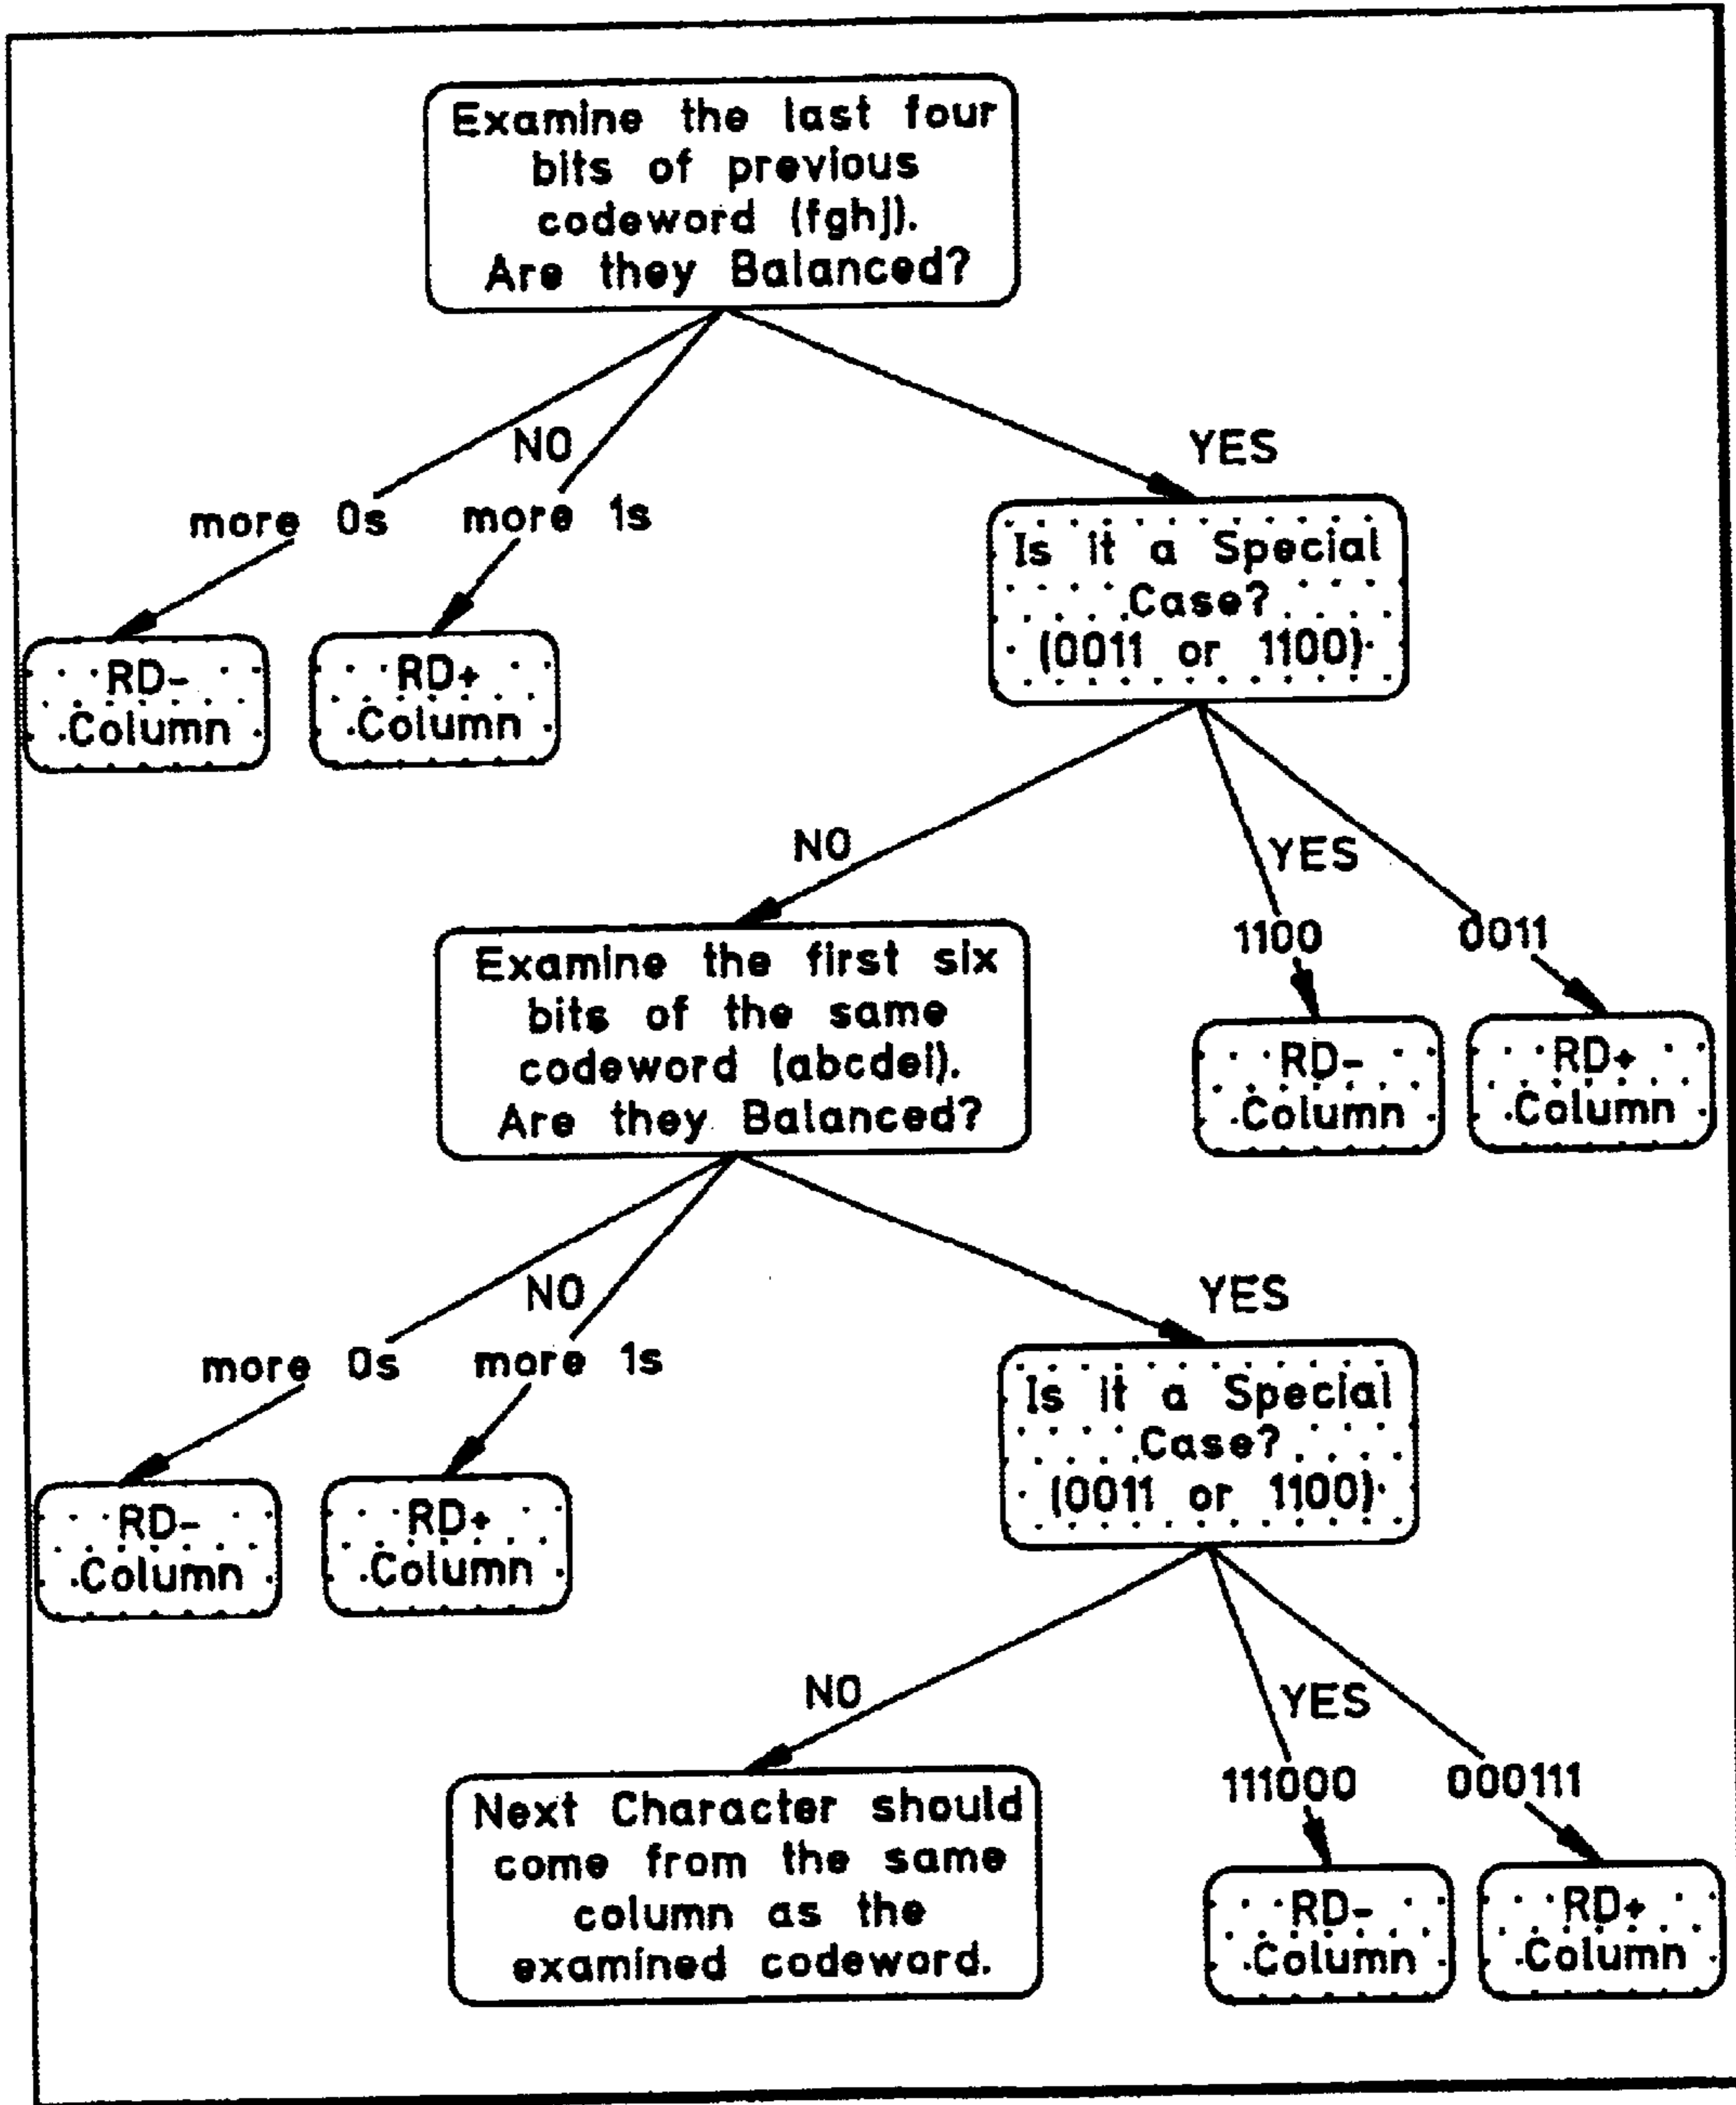 Examine the last four
bits of previous
codeword (fghj).
Are they Balanced?
NO
YES
more 0s
more 1s
Is it a Special
Case?
(0011 or 1100)
RD-
Column
RD+
Column
NO
YES
1100
0011
Examine the first six
bits of the same
codeword (abcdei).
Are they Balanced?
RD-
Column
RD+
Column
NO
YES
more 0s
more 1s
Is it a Special
Case?
(0011 or 1100)
RD-
Column
RD+
Column
NO
YES
111000
000111
Next Character should
come from the same
column as the
examined codeword.
RD-
Column
RD+
Column